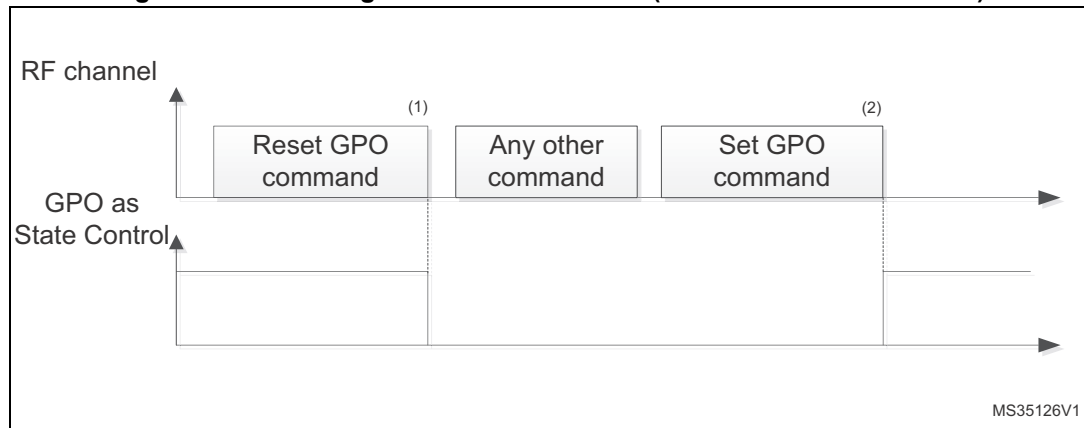 RF channel
(1)
(2)
Reset GPO
command
Any other
command
Set GPO
command
GPO as
State Control
MS35126V1